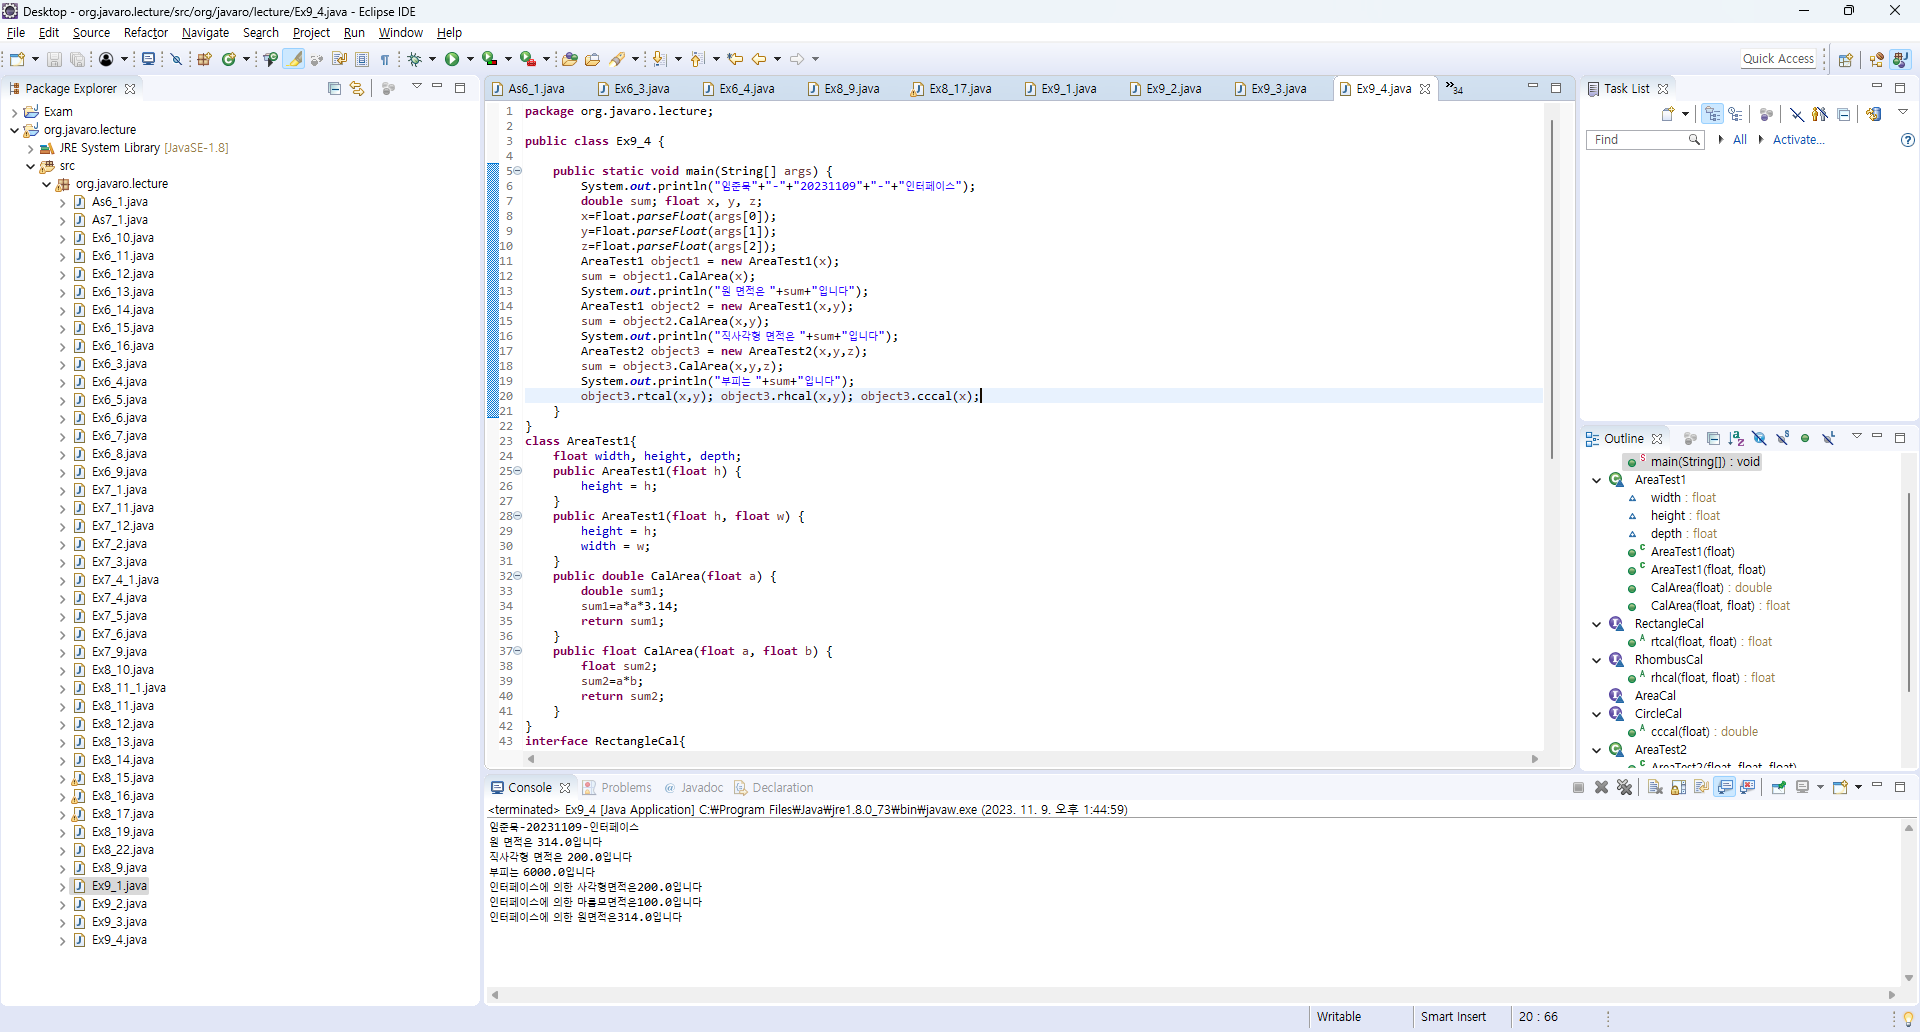 Desktop - org.javaro.lecture/src/org/javaro/lecture/Ex9_4.java - Eclipse IDE
File Edit Source Refactor Navigate Search Project Run Window Help
Quick Access
Package Explorer
Exam
org.javaro.lecture
JRE System Library [JavaSE-1.8]
src
org.javaro.lecture
As6_1.java
As7_1.java
Ex6_10.java
Ex6_11.java
Ex6_12.java
Ex6_13.java
Ex6_14.java
Ex6_15.java
Ex6_16.java
Ex6_3.java
Ex6_4.java
Ex6_5.java
Ex6_6.java
Ex6_7.java
Ex6_8.java
Ex6_9.java
Ex7_1.java
Ex7_11.java
Ex7_12.java
Ex7_2.java
Ex7_3.java
Ex7_4_1.java
Ex7_4.java
Ex7_5.java
Ex7_6.java
Ex7_9.java
Ex8_10.java
Ex8_11_1.java
Ex8_11.java
Ex8_12.java
Ex8_13.java
Ex8_14.java
Ex8_15.java
Ex8_16.java
Ex8_17.java
Ex8_19.java
Ex8_22.java
Ex8_9.java
Ex9_1.java
Ex9_2.java
Ex9_3.java
Ex9_4.java
As6_1.java Ex6_3.java Ex6_4.java Ex8_9.java Ex8_17.java Ex9_1.java Ex9_2.java Ex9_3.java Ex9_4.java »34
1 package org.javaro.lecture;
2
3 public class Ex9_4 {
4
5 public static void main(String[] args) {
6 System.out.println("임준묵"+"-"+"20231109"+"-"+"인터페이스");
7 double sum; float x, y, z;
8 x=Float.parseFloat(args[0]);
9 y=Float.parseFloat(args[1]);
10 z=Float.parseFloat(args[2]);
11 AreaTest1 object1 = new AreaTest1(x);
12 sum = object1.CalArea(x);
13 System.out.println("원 면적은 "+sum+"입니다");
14 AreaTest1 object2 = new AreaTest1(x,y);
15 sum = object2.CalArea(x,y);
16 System.out.println("직사각형 면적은 "+sum+"입니다");
17 AreaTest2 object3 = new AreaTest2(x,y,z);
18 sum = object3.CalArea(x,y,z);
19 System.out.println("부피는 "+sum+"입니다");
20 object3.rtcal(x,y); object3.rhcal(x,y); object3.cccal(x);
21 }
22 }
23 class AreaTest1{
24 float width, height, depth;
25 public AreaTest1(float h) {
26 height = h;
27 }
28 public AreaTest1(float h, float w) {
29 height = h;
30 width = w;
31 }
32 public double CalArea(float a) {
33 double sum1;
34 sum1=a*a*3.14;
35 return sum1;
36 }
37 public float CalArea(float a, float b) {
38 float sum2;
39 sum2=a*b;
40 return sum2;
41 }
42 }
43 interface RectangleCal{
Task List
Find All Activate...
Outline
main(String[]) : void
AreaTest1
width : float
height : float
depth : float
AreaTest1(float)
AreaTest1(float, float)
CalArea(float) : double
CalArea(float, float) : float
RectangleCal
rtcal(float, float) : float
RhombusCal
rhcal(float, float) : float
AreaCal
CircleCal
cccal(float) : double
AreaTest2
AreaTest2(float, float, float)
Console Problems Javadoc Declaration
<terminated> Ex9_4 [Java Application] C:₩Program Files₩Java₩jre1.8.0_73₩bin₩javaw.exe (2023. 11. 9. 오후 1:44:59)
임준묵-20231109-인터페이스
원 면적은 314.0입니다
직사각형 면적은 200.0입니다
부피는 6000.0입니다
인터페이스에 의한 사각형면적은200.0입니다
인터페이스에 의한 마름모면적은100.0입니다
인터페이스에 의한 원면적은314.0입니다
Writable Smart Insert 20 : 66